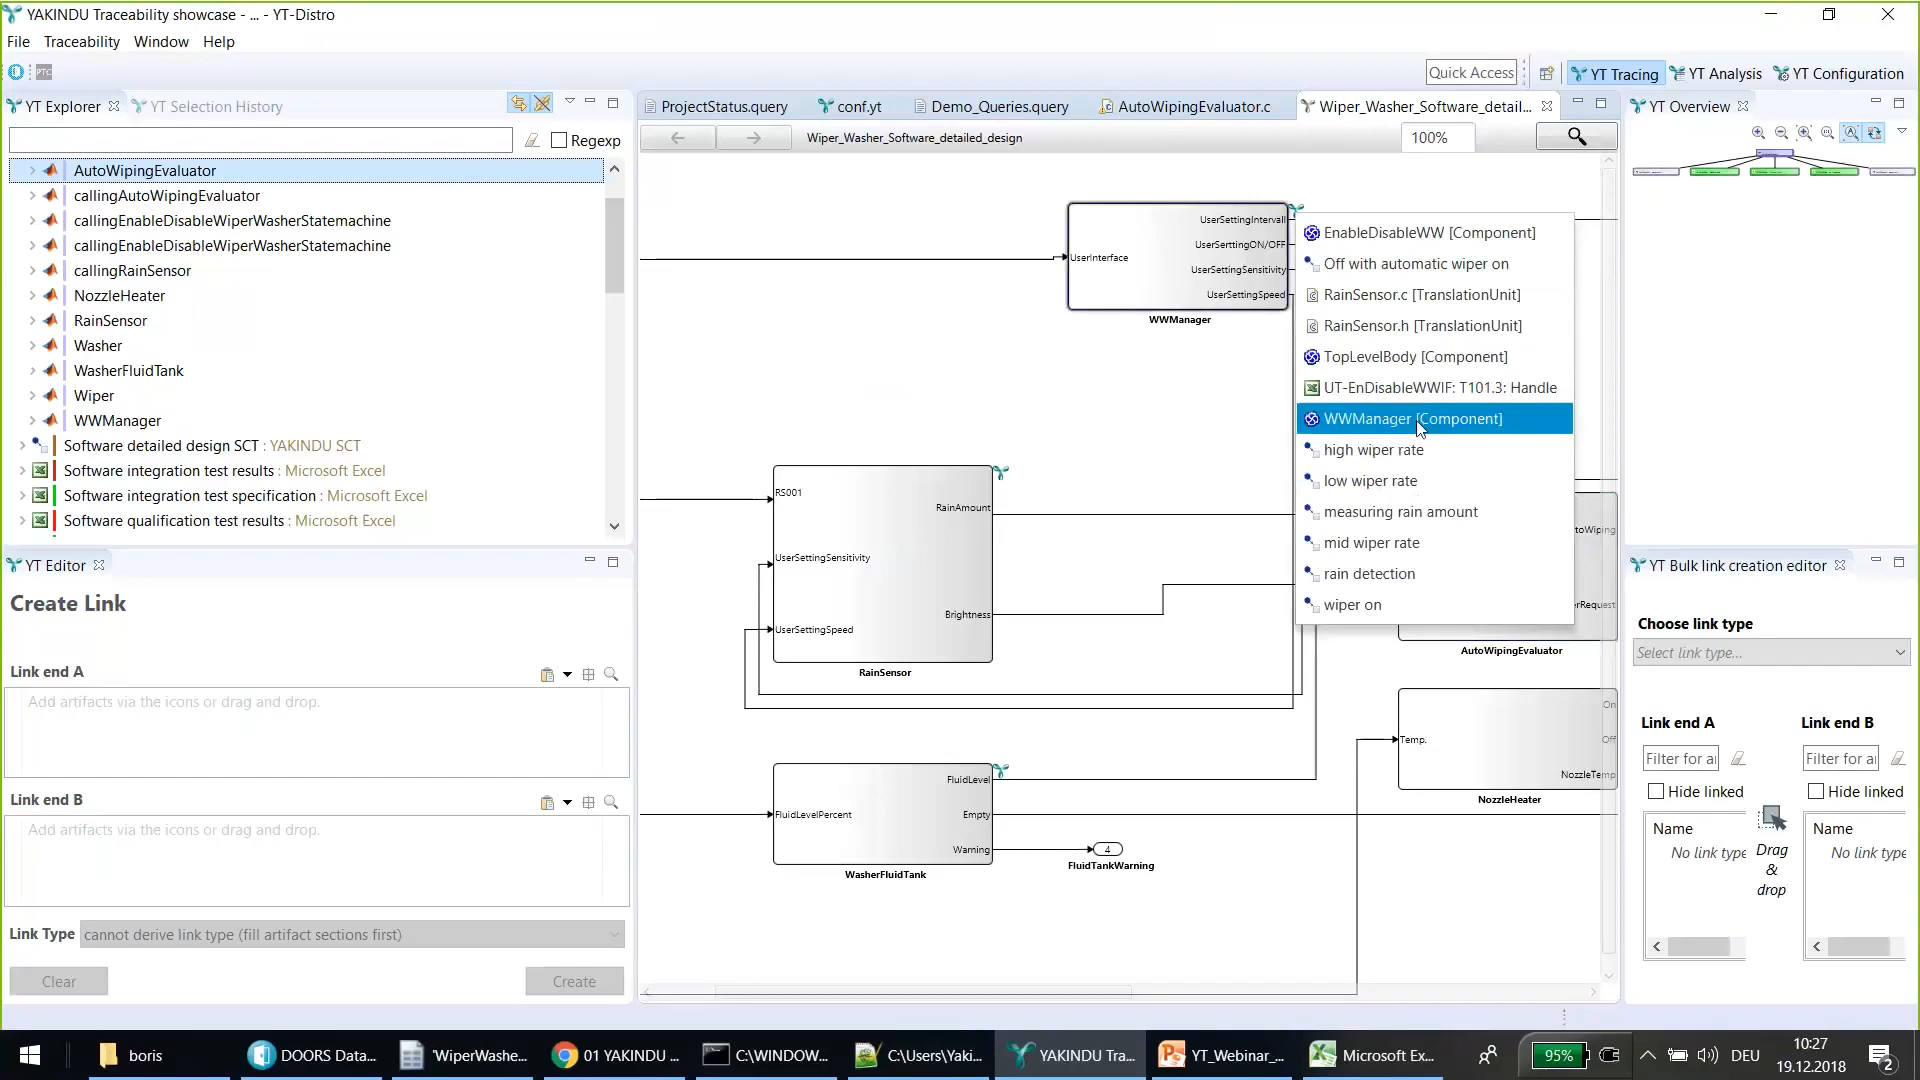 YAKINDU Traceability showcase - ... - YT-Distro
File Traceability Window Help
PTC
Quick Access
YT Tracing
YT Analysis
YT Configuration
YT Explorer
YT Selection History
Regexp
AutoWipingEvaluator
callingAutoWipingEvaluator
callingEnableDisableWiperWasherStatemachine
callingEnableDisableWiperWasherStatemachine
callingRainSensor
NozzleHeater
RainSensor
Washer
WasherFluidTank
Wiper
WWManager
Software detailed design SCT : YAKINDU SCT
Software integration test results : Microsoft Excel
Software integration test specification : Microsoft Excel
Software qualification test results : Microsoft Excel
YT Editor
Create Link
Link end A
Add artifacts via the icons or drag and drop.
Link end B
Add artifacts via the icons or drag and drop.
Link Type cannot derive link type (fill artifact sections first)
Clear
Create
ProjectStatus.query
conf.yt
Demo_Queries.query
AutoWipingEvaluator.c
Wiper_Washer_Software_detail...
Wiper_Washer_Software_detailed_design
100%
UserInterface
UserSettingIntervall
UserSerttingON/OFF
UserSettingSensitivity
UserSettingSpeed
WWManager
EnableDisableWW [Component]
Off with automatic wiper on
RainSensor.c [TranslationUnit]
RainSensor.h [TranslationUnit]
TopLevelBody [Component]
UT-EnDisableWWIF: T101.3: Handle
WWManager [Component]
high wiper rate
low wiper rate
measuring rain amount
mid wiper rate
rain detection
wiper on
RS001
RainAmount
UserSettingSensitivity
Brightness
UserSettingSpeed
RainSensor
toWiping
rRequest
AutoWipingEvaluator
On
Temp.
Off
NozzleTemp
NozzleHeater
FluidLevel
FluidLevelPercent
Empty
Warning
WasherFluidTank
4
FluidTankWarning
YT Overview
YT Bulk link creation editor
Choose link type
Select link type...
Link end A
Link end B
Filter for a
Filter for a
Hide linked
Hide linked
Name
Name
No link type
No link type
Drag
&
drop
boris
DOORS Data...
'WiperWashe...
01 YAKINDU ...
C:\WINDOW...
C:\Users\Yaki...
YAKINDU Tra...
YT_Webinar_...
Microsoft Ex...
95%
DEU
10:27
19.12.2018
2